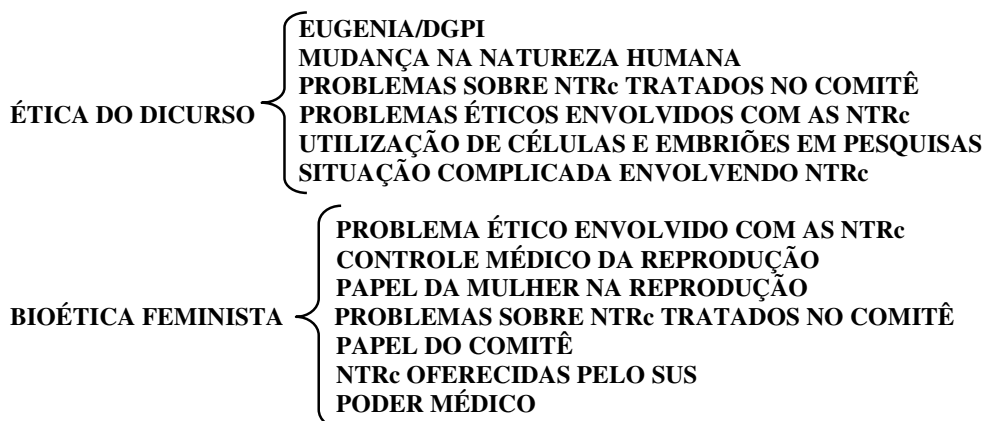 EUGENIA/DGPI
MUDANÇA NA NATUREZA HUMANA
PROBLEMAS SOBRE NTRc TRATADOS NO COMITÊ
ÉTICA DO DICURSO PROBLEMAS ÉTICOS ENVOLVIDOS COM AS NTRc
UTILIZAÇÃO DE CÉLULAS E EMBRIÕES EM PESQUISAS
SITUAÇÃO COMPLICADA ENVOLVENDO NTRc
PROBLEMA ÉTICO ENVOLVIDO COM AS NTRc
CONTROLE MÉDICO DA REPRODUÇÃO
PAPEL DA MULHER NA REPRODUÇÃO
BIOÉTICA FEMINISTA PROBLEMAS SOBRE NTRc TRATADOS NO COMITÊ
PAPEL DO COMITÊ
NTRc OFERECIDAS PELO SUS
PODER MÉDICO